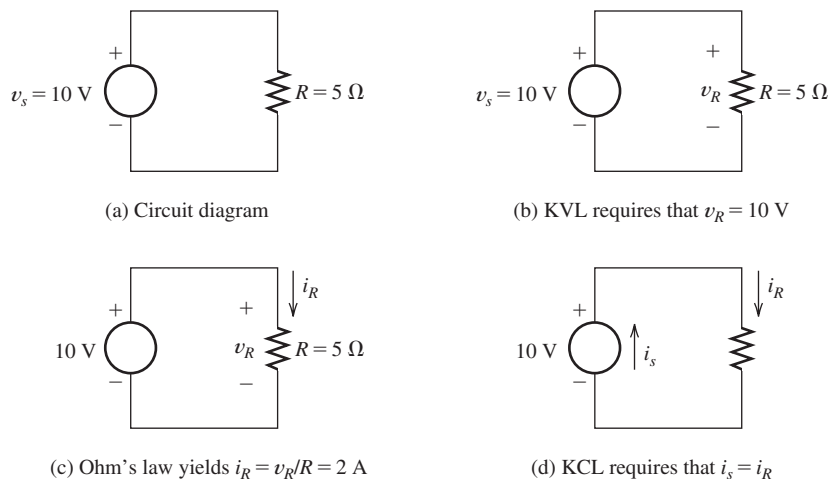 +
v_s = 10 V
−
R = 5 Ω
(a) Circuit diagram
+
v_s = 10 V
−
+
v_R
−
R = 5 Ω
(b) KVL requires that v_R = 10 V
+
10 V
−
i_R
+
v_R
−
R = 5 Ω
(c) Ohm's law yields i_R = v_R/R = 2 A
+
10 V
−
i_s
i_R
(d) KCL requires that i_s = i_R